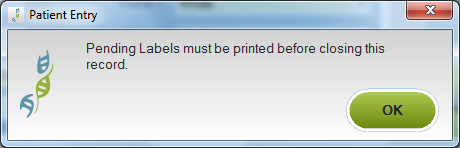 Patient Entry
Pending Labels must be printed before closing this
record.
OK